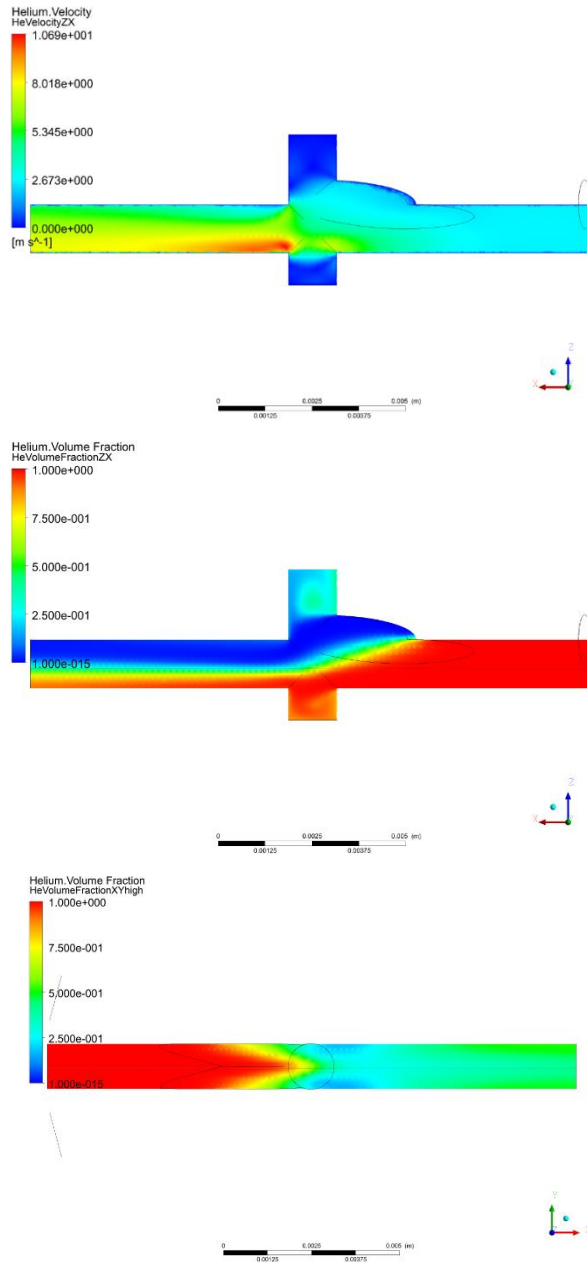 Helium.Velocity
HeVelocityZX
1.069e+001
8.018e+000
5.345e+000
2.673e+000
0.000e+000
[m s^-1]
Z
X
Y
0
0.0025
0.005 (m)
0.00125
0.00375
Helium.Volume Fraction
HeVolumeFractionZX
1.000e+000
7.500e-001
5.000e-001
2.500e-001
1.000e-015
Z
X
Y
0
0.0025
0.005 (m)
0.00125
0.00375
Helium.Volume Fraction
HeVolumeFractionXYhigh
1.000e+000
7.500e-001
5.000e-001
2.500e-001
1.000e-015
Y
Z
0
0.0025
0.005 (m)
0.00125
0.00375